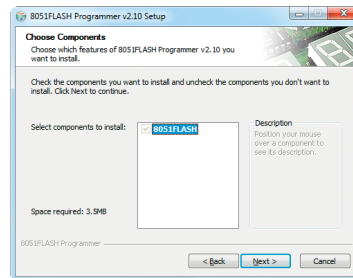 8051FLASH Programmer v2.10 Setup
Choose Components
Choose which features of 8051FLASH Programmer v2.10 you
want to install.
Check the components you want to install and uncheck the components you don't want to
install. Click Next to continue.
Select components to install:
8051FLASH
Description
Position your mouse
over a component to
see its description.
Space required: 3.5MB
8051FLASH Programmer
< Back
Next >
Cancel